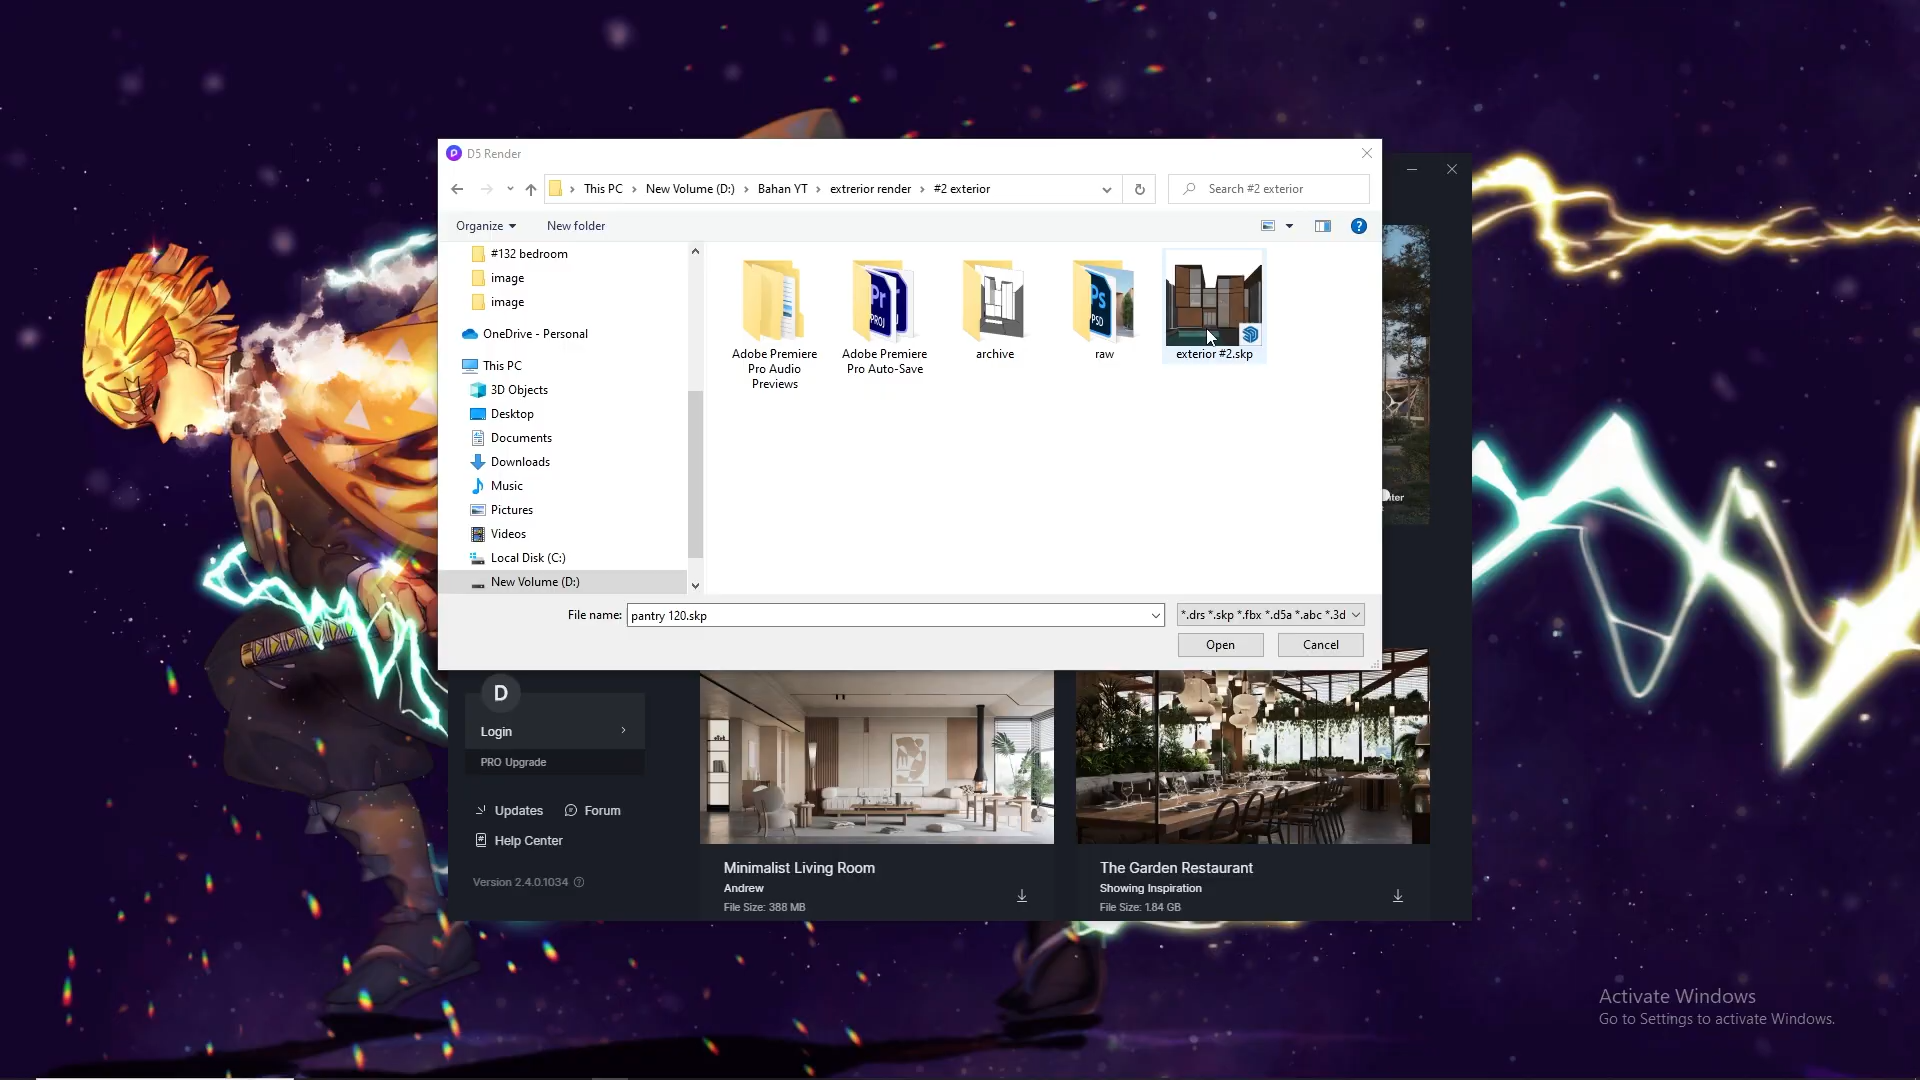 D5 Render
This PC
New Volume (D:)
Bahan YT
extrerior render
#2 exterior
Search #2 exterior
Organize
New folder
#132 bedroom
image
image
OneDrive - Personal
This PC
3D Objects
Desktop
Documents
Downloads
Music
Pictures
Videos
Local Disk (C:)
New Volume (D:)
Adobe Premiere
Pro Audio
Previews
Adobe Premiere
Pro Auto-Save
archive
raw
exterior #2.skp
File name:
pantry 120.skp
*.drs *.skp *.fbx *.d5a *.abc *.3d
Open
Cancel
D
Login
PRO Upgrade
Updates
Forum
Help Center
Version 2.4.0.1034
Minimalist Living Room
Andrew
File Size: 388 MB
The Garden Restaurant
Showing Inspiration
File Size: 1.84 GB
Activate Windows
Go to Settings to activate Windows.